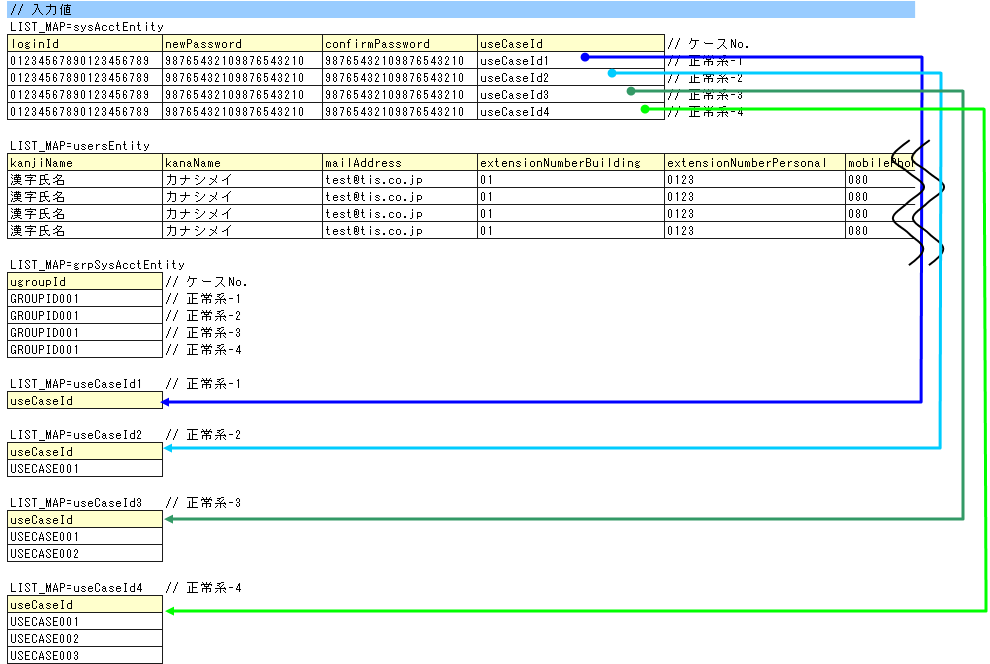 // 入力値
LIST_MAP=sysAcctEntity
loginId newPassword confirmPassword useCaseId // ケースNo.
01234567890123456789 98765432109876543210 98765432109876543210 useCaseId1 // 正常系-1
01234567890123456789 98765432109876543210 98765432109876543210 useCaseId2 // 正常系-2
01234567890123456789 98765432109876543210 98765432109876543210 useCaseId3 // 正常系-3
01234567890123456789 98765432109876543210 98765432109876543210 useCaseId4 // 正常系-4
LIST_MAP=usersEntity
kanjiName kanaName mailAddress extensionNumberBuilding extensionNumberPersonal mobilePhon
漢字氏名 カナシメイ test@tis.co.jp 01 0123 080
漢字氏名 カナシメイ test@tis.co.jp 01 0123 080
漢字氏名 カナシメイ test@tis.co.jp 01 0123 080
漢字氏名 カナシメイ test@tis.co.jp 01 0123 080
LIST_MAP=grpSysAcctEntity
ugroupId // ケースNo.
GROUPID001 // 正常系-1
GROUPID001 // 正常系-2
GROUPID001 // 正常系-3
GROUPID001 // 正常系-4
LIST_MAP=useCaseId1 // 正常系-1
useCaseId
LIST_MAP=useCaseId2 // 正常系-2
useCaseId
USECASE001
LIST_MAP=useCaseId3 // 正常系-3
useCaseId
USECASE001
USECASE002
LIST_MAP=useCaseId4 // 正常系-4
useCaseId
USECASE001
USECASE002
USECASE003